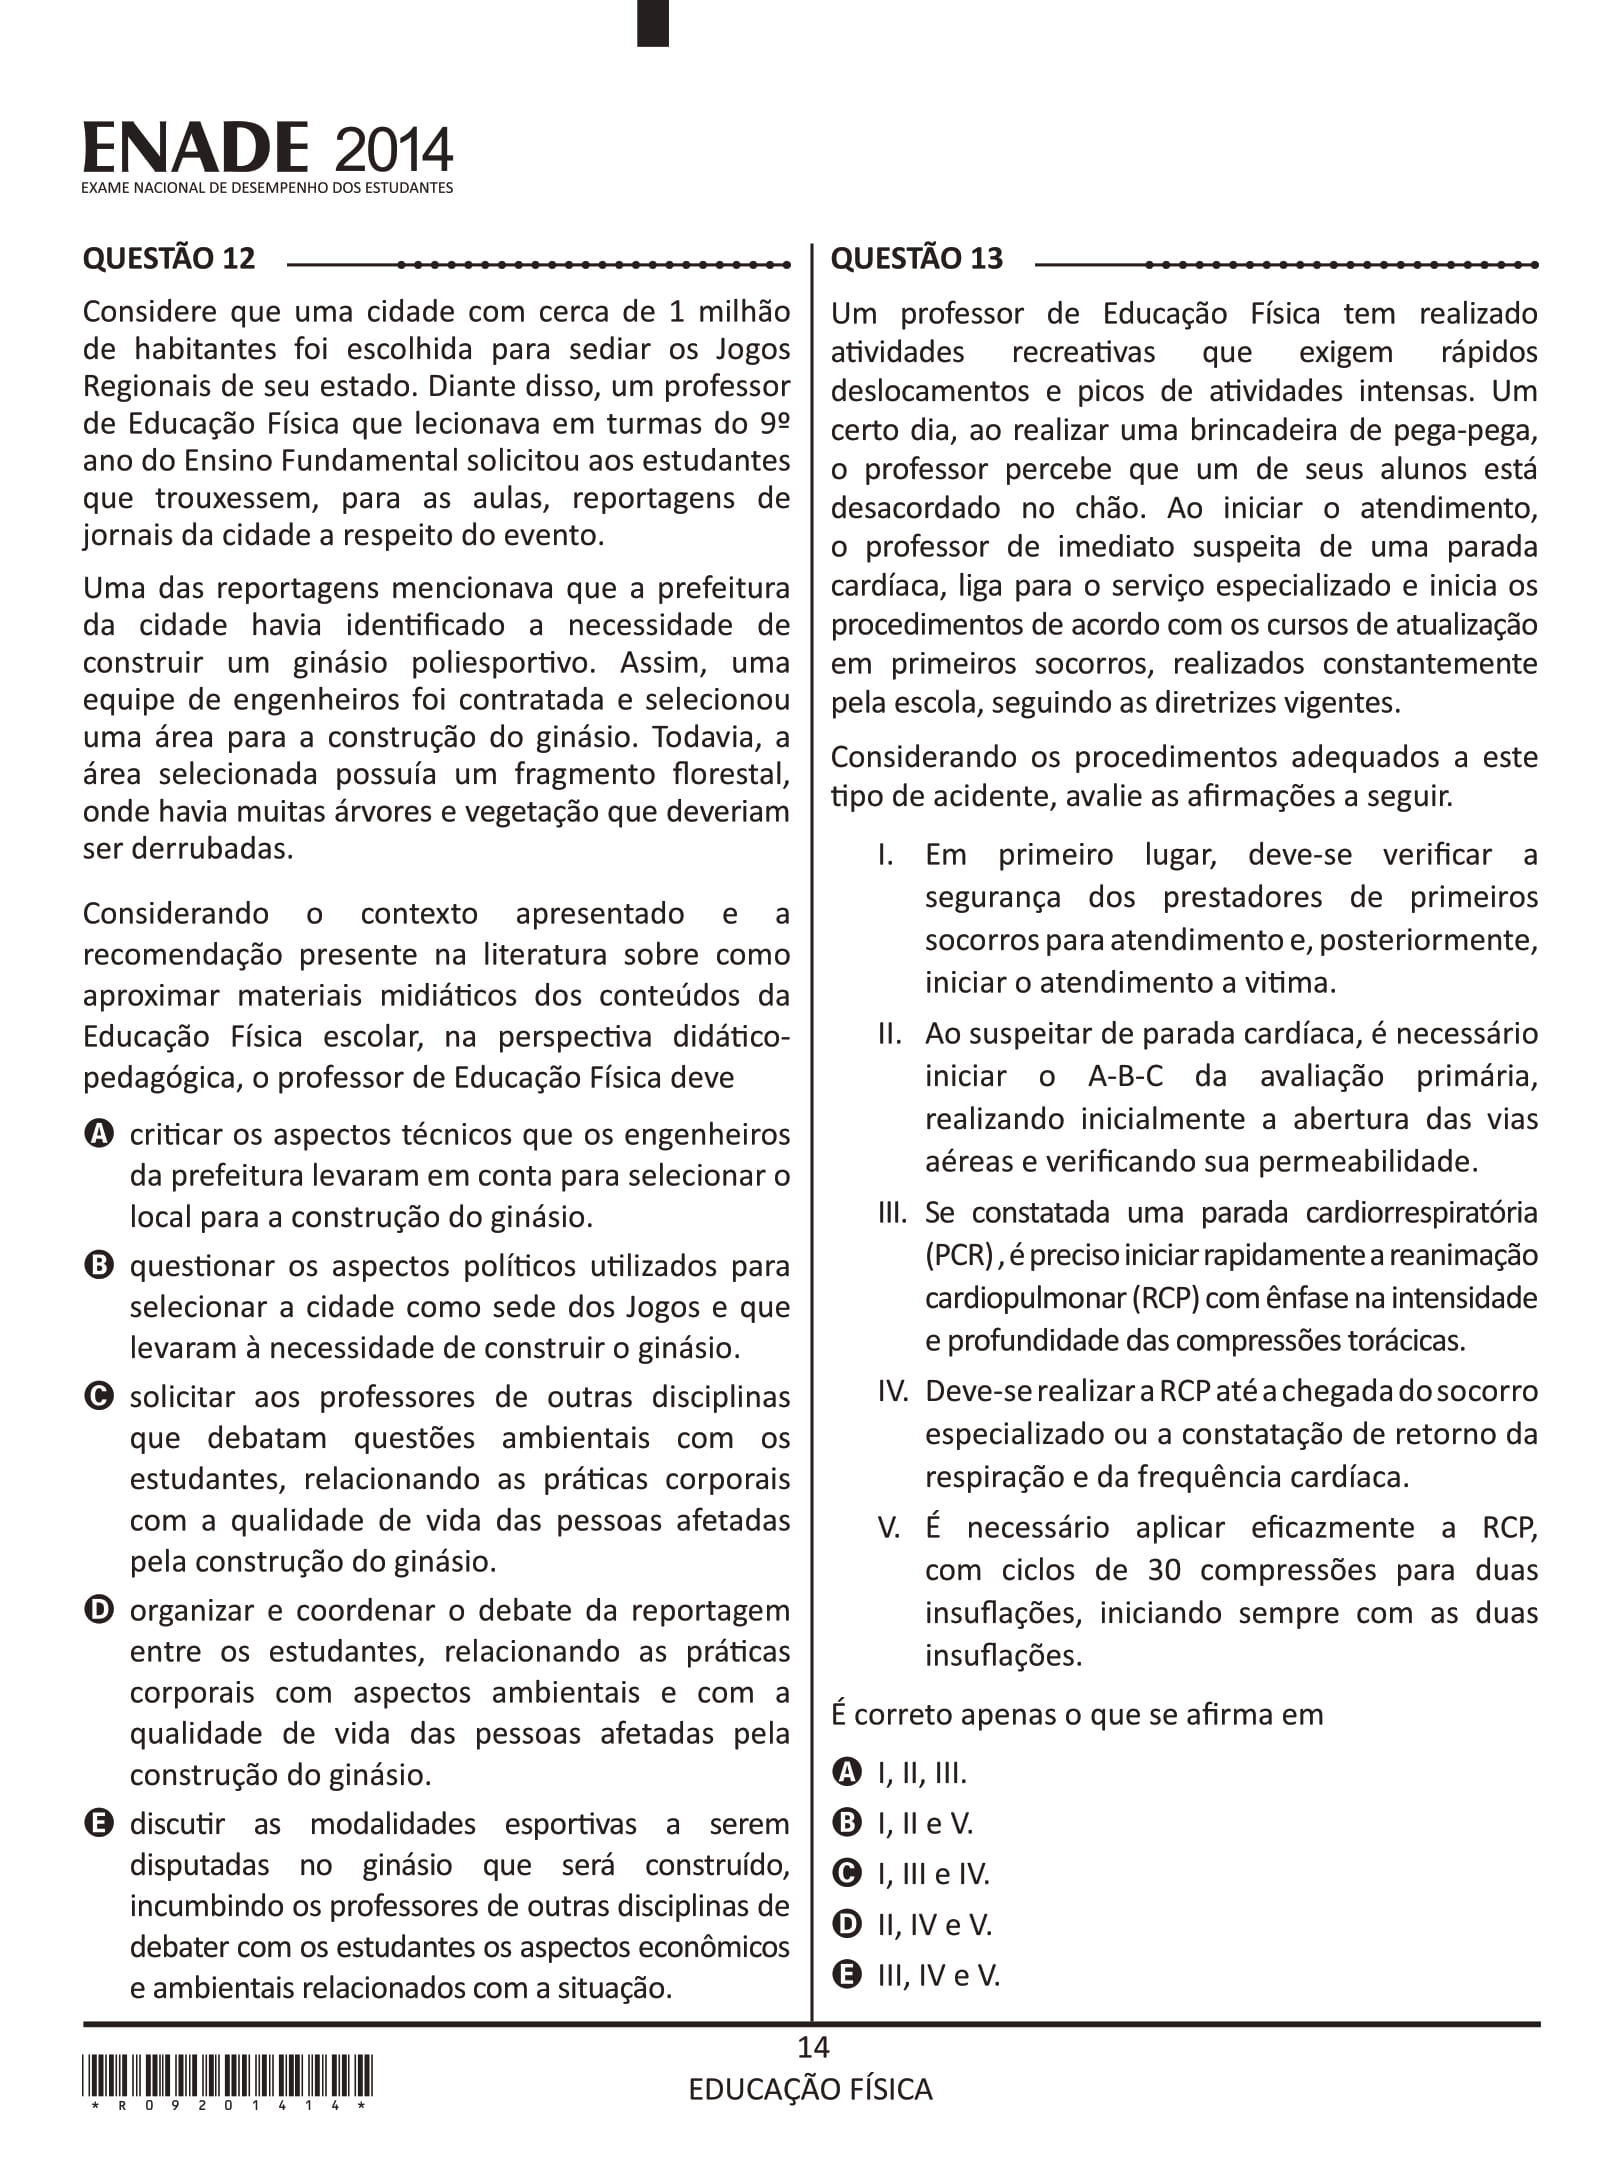 ENADE 2014
EXAME NACIONAL DE DESEMPENHO DOS ESTUDANTES
QUESTÃO 12
Considere que uma cidade com cerca de 1 milhão
de habitantes foi escolhida para sediar os Jogos
Regionais de seu estado. Diante disso, um professor
de Educação Física que lecionava em turmas do 9º
ano do Ensino Fundamental solicitou aos estudantes
que trouxessem, para as aulas, reportagens de
jornais da cidade a respeito do evento.
Uma das reportagens mencionava que a prefeitura
da cidade havia identificado a necessidade de
construir um ginásio poliesportivo. Assim, uma
equipe de engenheiros foi contratada e selecionou
uma área para a construção do ginásio. Todavia, a
área selecionada possuía um fragmento florestal,
onde havia muitas árvores e vegetação que deveriam
ser derrubadas.
Considerando o contexto apresentado e a
recomendação presente na literatura sobre como
aproximar materiais midiáticos dos conteúdos da
Educação Física escolar, na perspectiva didático-
pedagógica, o professor de Educação Física deve
A criticar os aspectos técnicos que os engenheiros
da prefeitura levaram em conta para selecionar o
local para a construção do ginásio.
B questionar os aspectos políticos utilizados para
selecionar a cidade como sede dos Jogos e que
levaram à necessidade de construir o ginásio.
C solicitar aos professores de outras disciplinas
que debatam questões ambientais com os
estudantes, relacionando as práticas corporais
com a qualidade de vida das pessoas afetadas
pela construção do ginásio.
D organizar e coordenar o debate da reportagem
entre os estudantes, relacionando as práticas
corporais com aspectos ambientais e com a
qualidade de vida das pessoas afetadas pela
construção do ginásio.
E discutir as modalidades esportivas a serem
disputadas no ginásio que será construído,
incumbindo os professores de outras disciplinas de
debater com os estudantes os aspectos econômicos
e ambientais relacionados com a situação.
QUESTÃO 13
Um professor de Educação Física tem realizado
atividades recreativas que exigem rápidos
deslocamentos e picos de atividades intensas. Um
certo dia, ao realizar uma brincadeira de pega-pega,
o professor percebe que um de seus alunos está
desacordado no chão. Ao iniciar o atendimento,
o professor de imediato suspeita de uma parada
cardíaca, liga para o serviço especializado e inicia os
procedimentos de acordo com os cursos de atualização
em primeiros socorros, realizados constantemente
pela escola, seguindo as diretrizes vigentes.
Considerando os procedimentos adequados a este
tipo de acidente, avalie as afirmações a seguir.
I. Em primeiro lugar, deve-se verificar a
segurança dos prestadores de primeiros
socorros para atendimento e, posteriormente,
iniciar o atendimento a vitima.
II. Ao suspeitar de parada cardíaca, é necessário
iniciar o A-B-C da avaliação primária,
realizando inicialmente a abertura das vias
aéreas e verificando sua permeabilidade.
III. Se constatada uma parada cardiorrespiratória
(PCR) , é preciso iniciar rapidamente a reanimação
cardiopulmonar (RCP) com ênfase na intensidade
e profundidade das compressões torácicas.
IV. Deve-se realizar a RCP até a chegada do socorro
especializado ou a constatação de retorno da
respiração e da frequência cardíaca.
V. É necessário aplicar eficazmente a RCP,
com ciclos de 30 compressões para duas
insuflações, iniciando sempre com as duas
insuflações.
É correto apenas o que se afirma em
A I, II, III.
B I, II e V.
C I, III e IV.
D II, IV e V.
E III, IV e V.
14
EDUCAÇÃO FÍSICA
*R09201414*